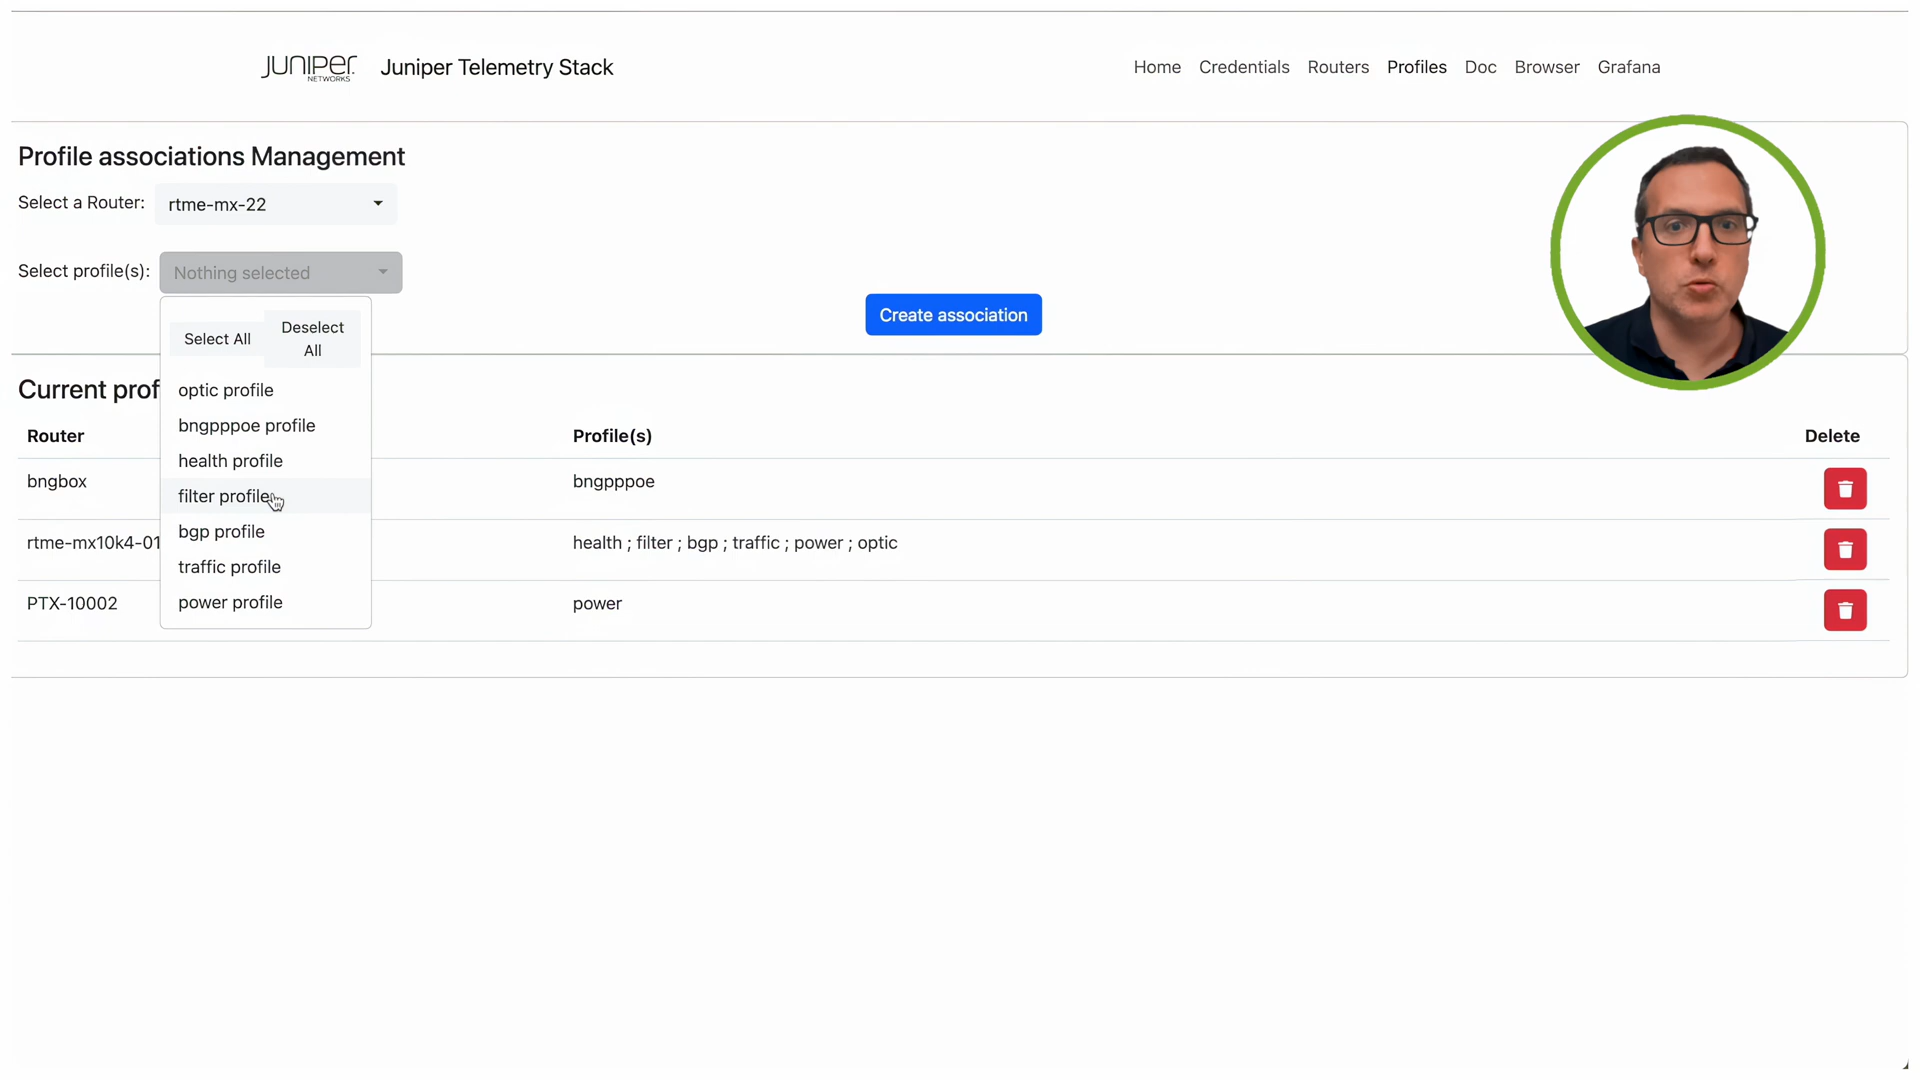 JUNIPEr
NETWORKS
Juniper Telemetry Stack
Home Credentials Routers Profiles Doc Browser Grafana
Profile associations Management
Select a Router: rtme-mx-22
Select profile(s): Nothing selected
Create association
Select All
Deselect
All
optic profile
bngpppoe profile
health profile
filter profile
bgp profile
traffic profile
power profile
Current prof
Router Profile(s) Delete
bngbox bngpppoe
rtme-mx10k4-01 health ; filter ; bgp ; traffic ; power ; optic
PTX-10002 power